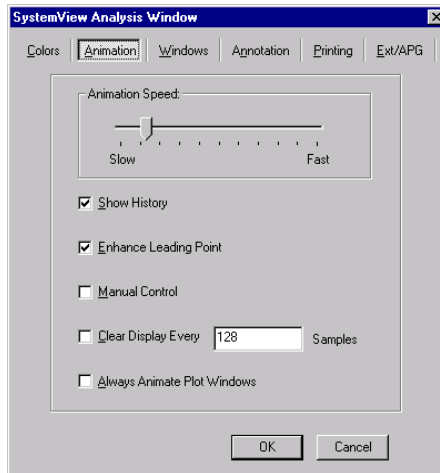 SystemView Analysis Window
Colors Animation Windows Annotation Printing Ext/APG
Animation Speed:
Slow Fast
Show History
Enhance Leading Point
Manual Control
Clear Display Every 128 Samples
Always Animate Plot Windows
OK Cancel